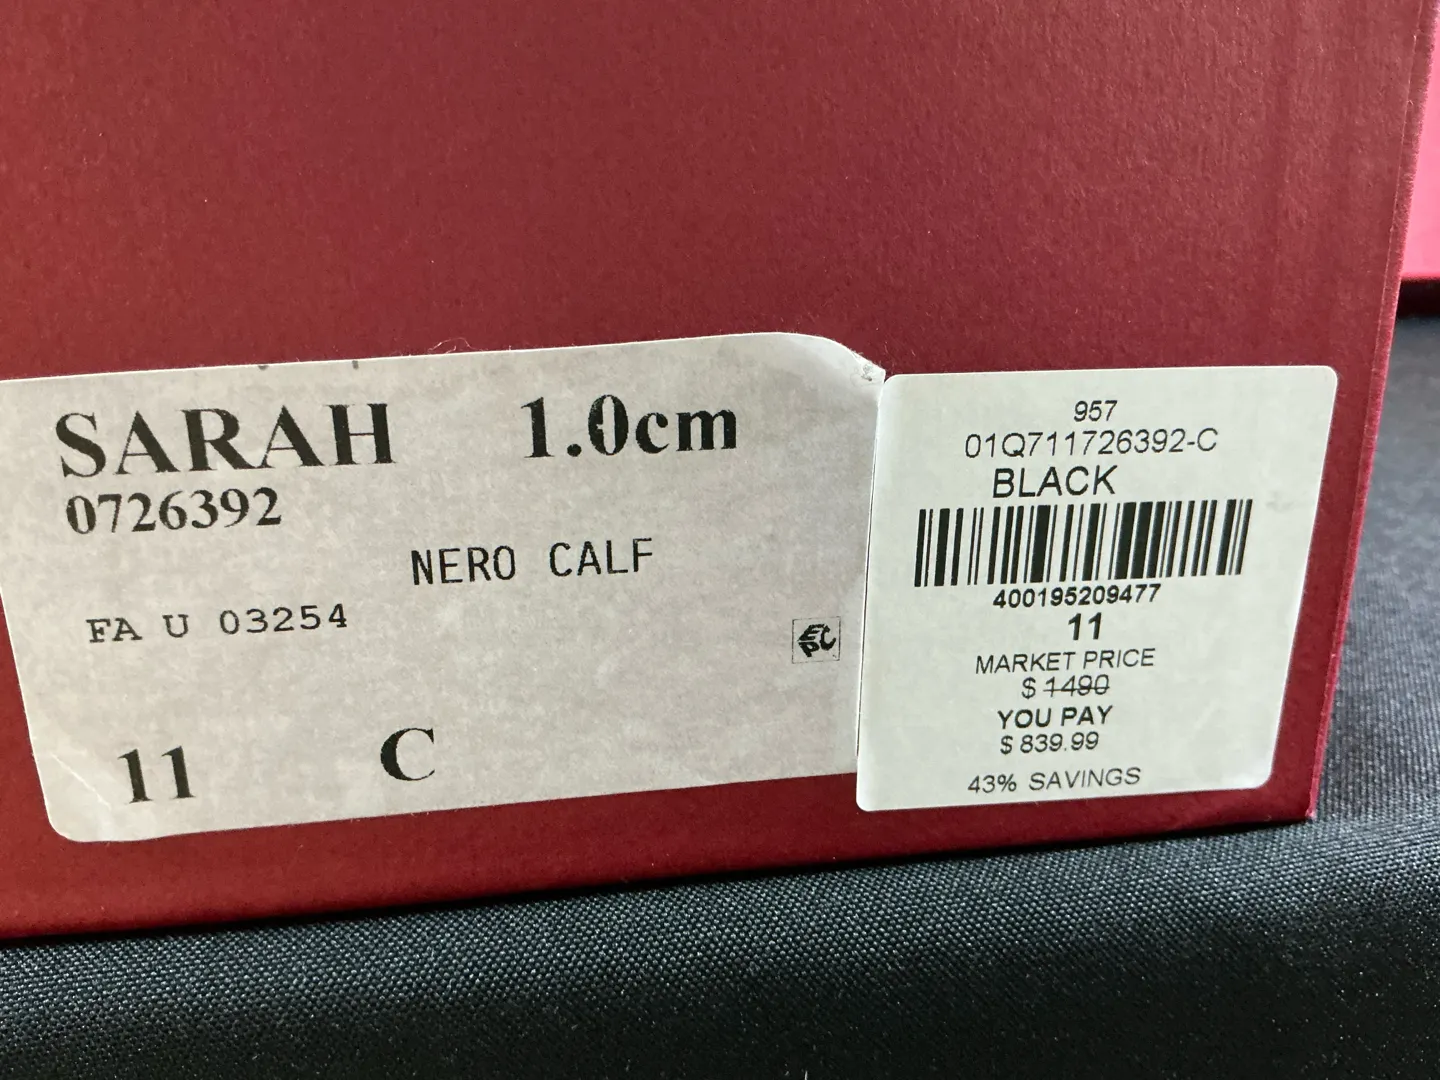 SARAH 1.0cm
0726392
NERO CALF
FA U 03254
EPC
11 C
957
01Q711726392-C
BLACK
400195209477
11
MARKET PRICE
$ 1490
YOU PAY
$ 839.99
43% SAVINGS